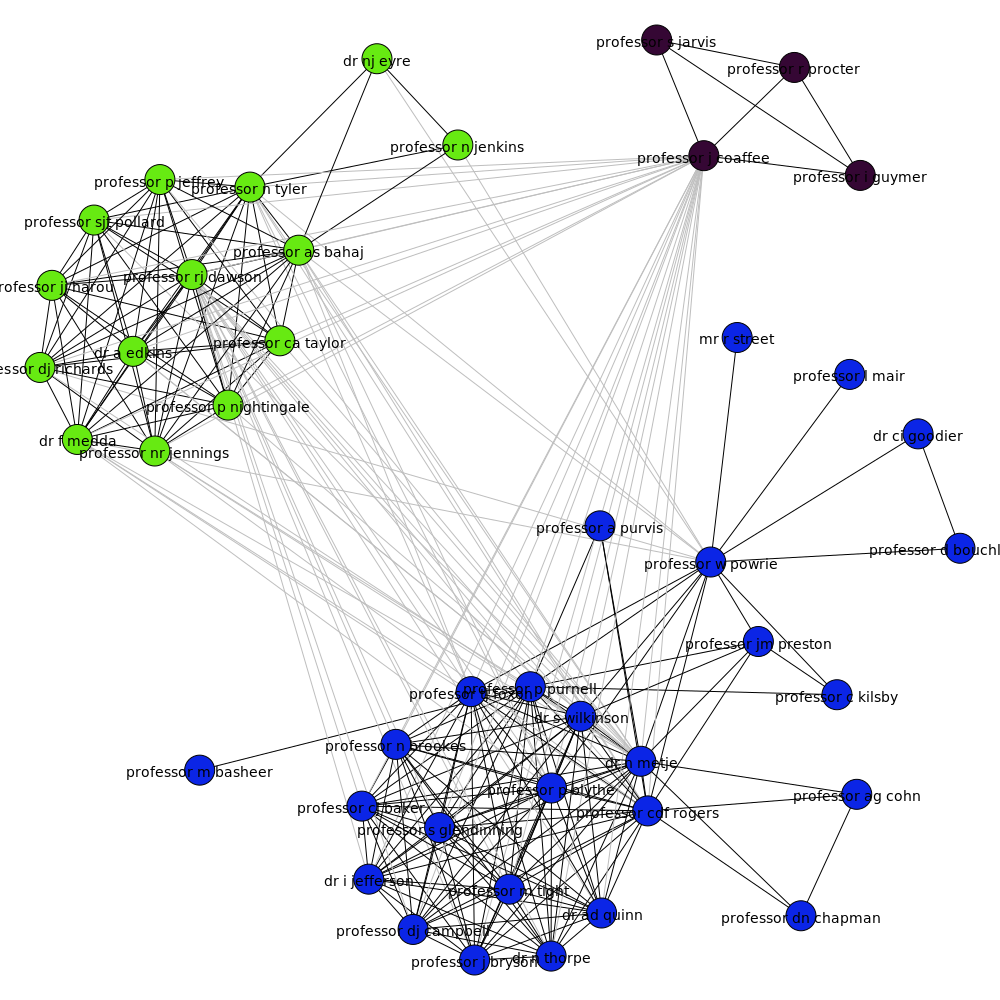 professor s jarvis
dr nj eyre
professor r procter
professor n jenkins
professor j coaffee
professor i guymer
professor p jeffrey
professor n tyler
professor sjt pollard
professor as bahaj
professor rj dawson
rofessor jj harou
mr r street
professor ca taylor
dr a edkins
essor dj richards
professor l mair
professor p nightingale
dr ci goodier
dr f medda
professor nr jennings
professor a purvis
professor d bouchl
professor w powrie
professor jm preston
professor p purnell
professor
professor c kilsby
dr s wilkinson
professor n brookes
dr n metje
professor m basheer
professor p blythe
professor ag cohn
professor cj baker
professor cdf rogers
professor s glendinning
dr i jefferson
professor m tight
dr ad quinn
professor dn chapman
professor dj campbell
dr n thorpe
professor j bryson